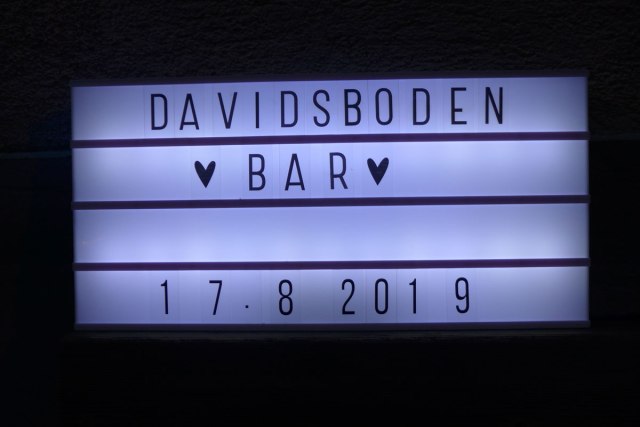 DAVIDSBODEN
♥ BAR ♥
17.8 2019